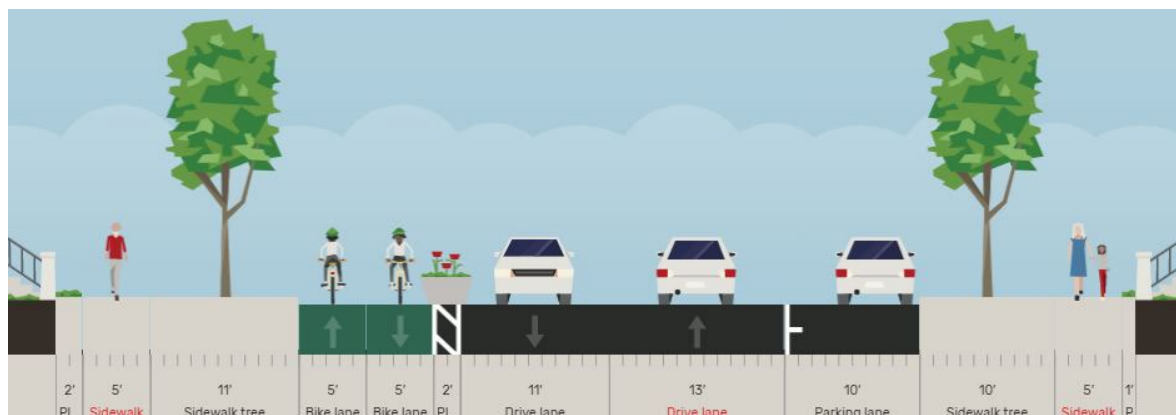 2' 5' 11' 5' 5' 2' 11' 13' 10' 10' 5' 1'
PL Sidewalk Sidewalk tree Bike lane Bike lane PL Drive lane Drive lane Parking lane Sidewalk tree Sidewalk P